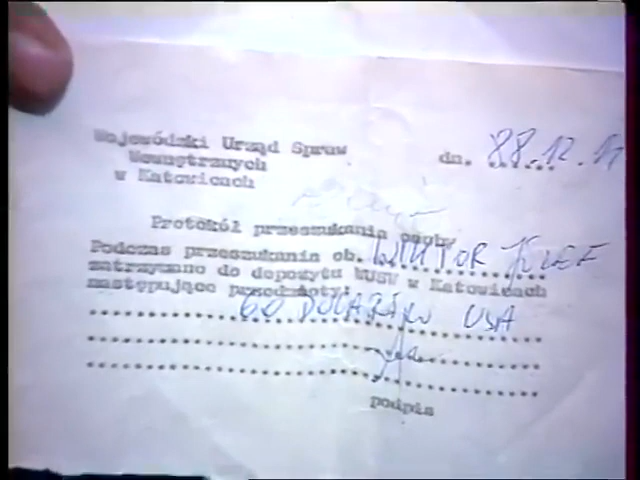 Wojewódzki Urząd Spraw
Wewnętrznych
w Katowicach
dn. 88.12.
Protokół przeszukania osoby
Podczas przeszukania ob. WIKTOR JÓZEF
zatrzymano do depozytu WUSW w Katowicach
następujące przedmioty:
60 DOLARÓW USA
podpis